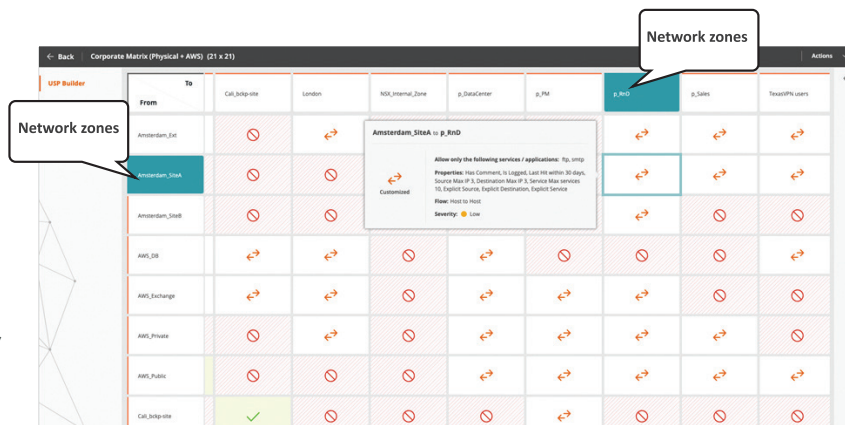 Network zones
← Back Corporate Matrix (Physical + AWS) (21 x 21) Actions
USP Builder
To
From
Cali_bckp-site London NSX_Internal_Zone p_DataCenter p_PM p_RnD p_Sales TexasVPN users
Network zones
Amsterdam_Ext
Amsterdam_SiteA
Amsterdam_SiteB
AWS_DB
AWS_Exchange
AWS_Private
AWS_Public
Cali_bckp-site
Amsterdam_SiteA to p_RnD
Customized
Allow only the following services / applications: ftp, smtp
Properties: Has Comment, Is Logged, Last Hit within 30 days,
Source Max IP 3, Destination Max IP 3, Service Max services
10, Explicit Source, Explicit Destination, Explicit Service
Flow: Host to Host
Severity: Low